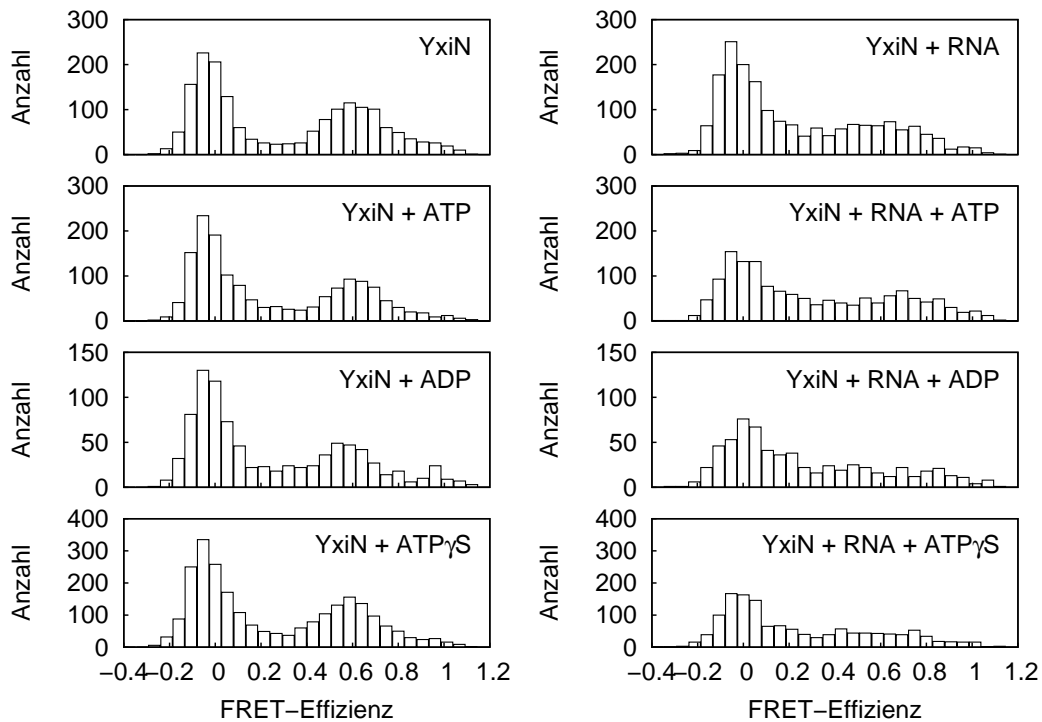 300
200
100
0
Anzahl
YxiN
300
200
100
0
Anzahl
YxiN + RNA
300
200
100
0
Anzahl
YxiN + ATP
300
200
100
0
Anzahl
YxiN + RNA + ATP
150
100
50
0
Anzahl
YxiN + ADP
150
100
50
0
Anzahl
YxiN + RNA + ADP
400
300
200
100
0
Anzahl
YxiN + ATPγS
−0.4 −0.2 0 0.2 0.4 0.6 0.8 1 1.2
FRET−Effizienz
400
300
200
100
0
Anzahl
YxiN + RNA + ATPγS
−0.4 −0.2 0 0.2 0.6 0.6 0.8 1 1.2
FRET−Effizienz